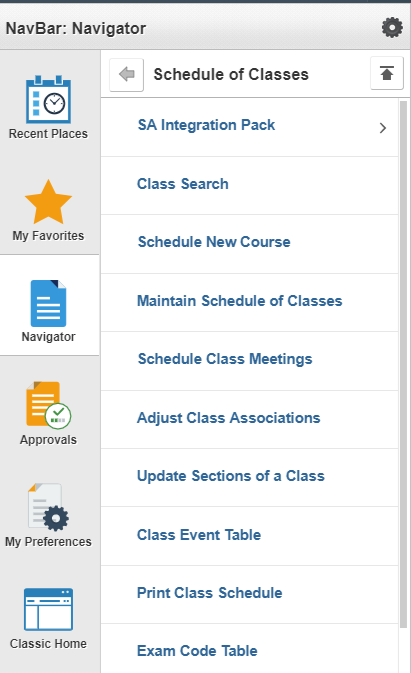 NavBar: Navigator
Recent Places
My Favorites
Navigator
Approvals
My Preferences
Classic Home
Schedule of Classes
SA Integration Pack
Class Search
Schedule New Course
Maintain Schedule of Classes
Schedule Class Meetings
Adjust Class Associations
Update Sections of a Class
Class Event Table
Print Class Schedule
Exam Code Table